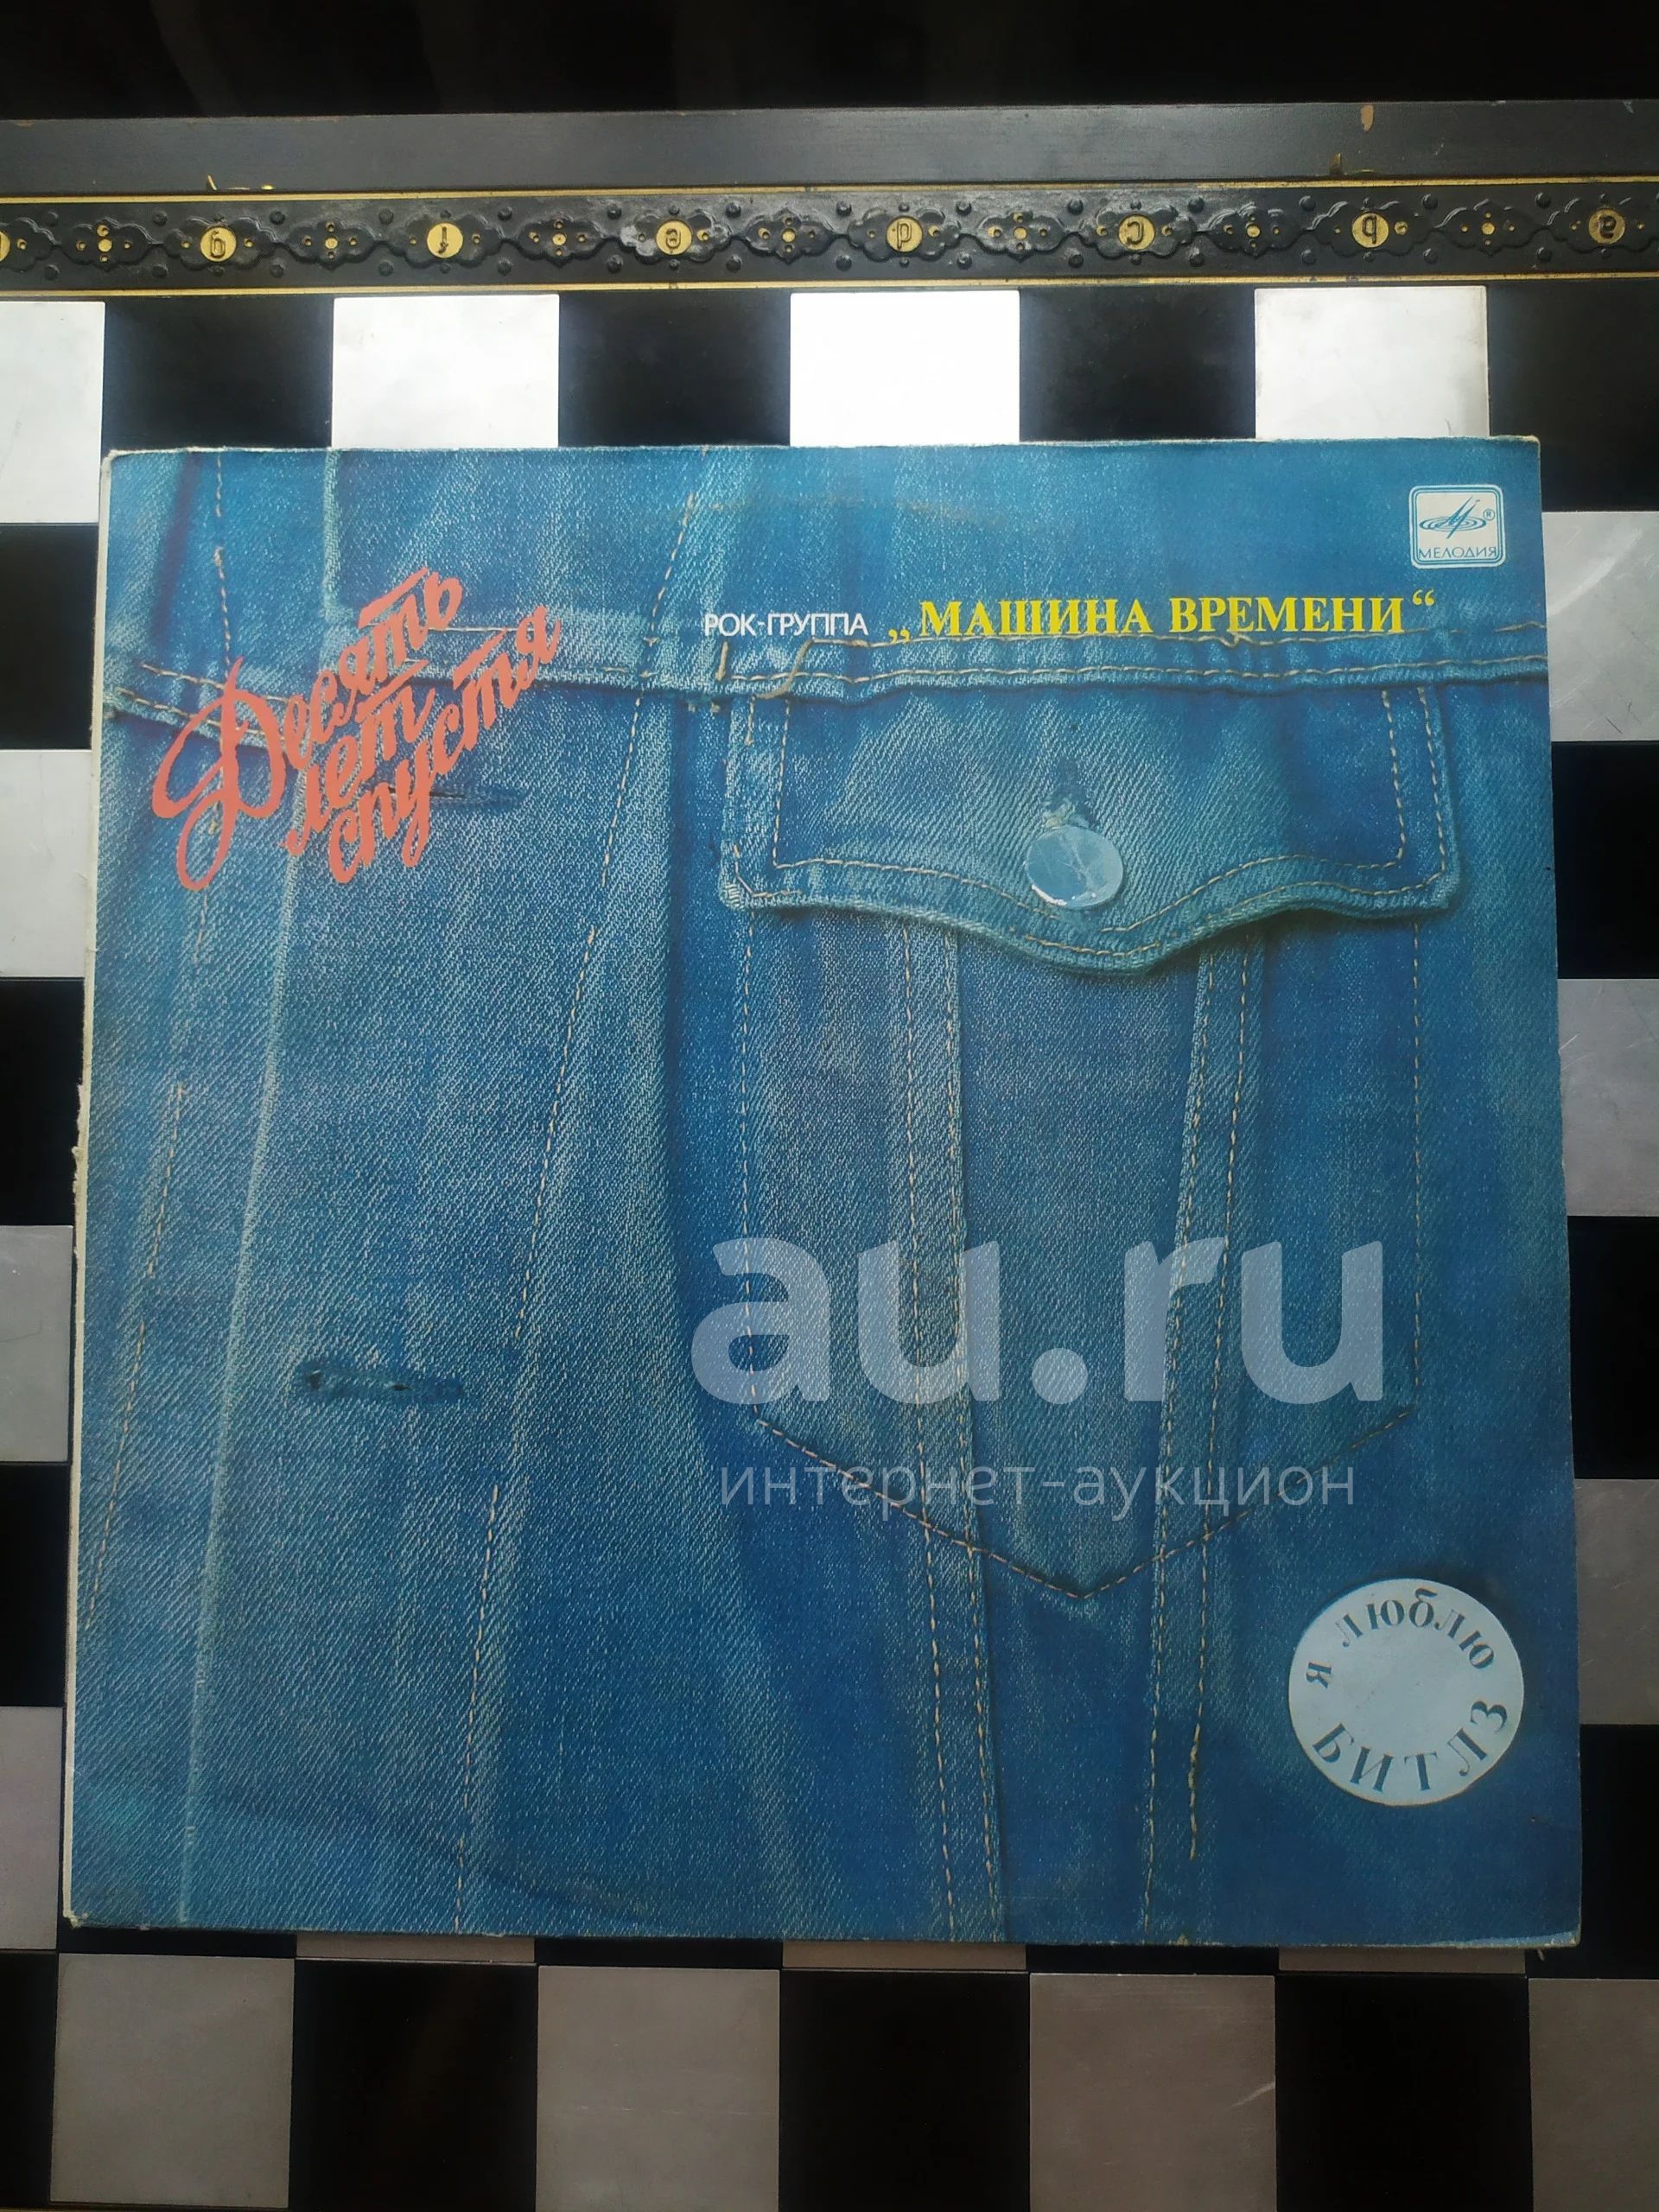 g f e d c b a
МЕЛОДИЯ
РОК-ГРУППА „МАШИНА ВРЕМЕНИ“
Десять
лет
спустя
au.ru
интернет-аукцион
я люблю
БИТЛЗ